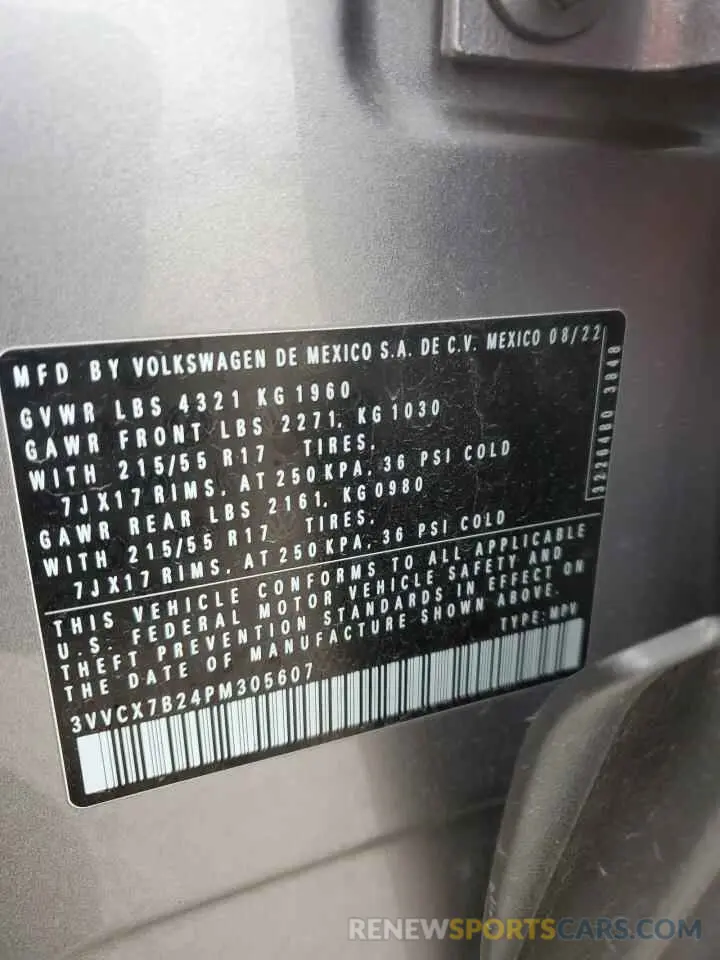 MFD BY VOLKSWAGEN DE MEXICO S.A. DE C.V. MEXICO 08/22
GVWR LBS 4321 KG 1960
GAWR FRONT LBS 2271, KG 1030
WITH 215/55 R17 TIRES,
7JX17 RIMS, AT 250 KPA, 36 PSI COLD
GAWR REAR LBS 2161, KG 0980
WITH 215/55 R17 TIRES,
7JX17 RIMS, AT 250 KPA, 36 PSI COLD
3226480 3848
THIS VEHICLE CONFORMS TO ALL APPLICABLE
U.S. FEDERAL MOTOR VEHICLE SAFETY AND
THEFT PREVENTION STANDARDS IN EFFECT ON
THE DATE OF MANUFACTURE SHOWN ABOVE.
TYPE: MPV
3VVCX7B24PM305607
RENEWSPORTSCARS.COM